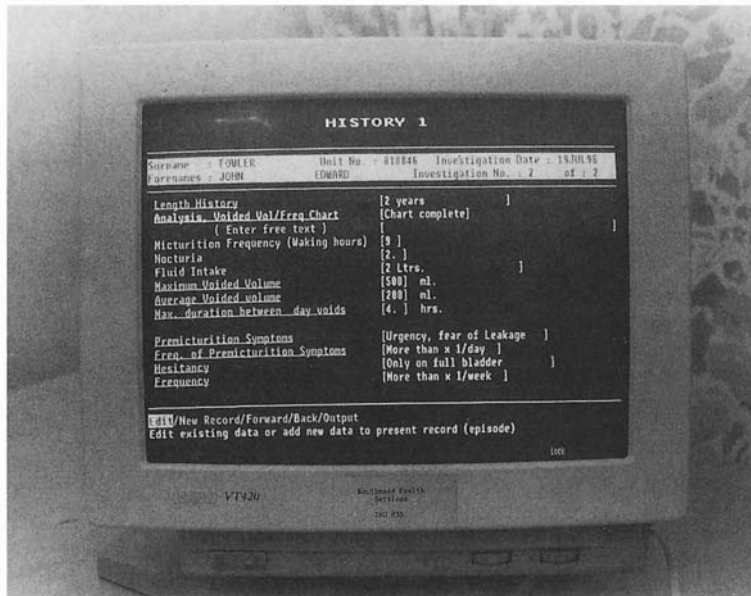 HISTORY 1
Surname : FOWLER Unit No. : 818846 Investigation Date : 19JUL96
Forenames : JOHN EDWARD Investigation No. : 2 of : 2
Length History [2 years ]
Analysis, Voided Vol/Freq Chart [Chart complete]
( Enter free text ) [ ]
Micturition Frequency (Waking hours) [9 ]
Nocturia [2. ]
Fluid Intake [2 Ltrs. ]
Maximum Voided Volume [500] ml.
Average Voided volume [200] ml.
Max. duration between day voids [4. ] hrs.
Premicturition Symptoms [Urgency, fear of Leakage ]
Freq. of Premicturition Symptoms [More than x 1/day ]
Hesitancy [Only on full bladder ]
Frequency [More than x 1/week ]
Edit/New Record/Forward/Back/Output
Edit existing data or add new data to present record (episode)
Lock
VT420
Southmead Health
Services